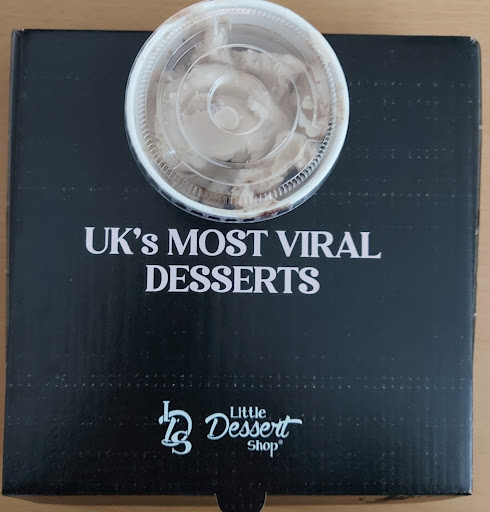 UK's MOST VIRAL
DESSERTS
LDS
Little
Dessert
Shop®